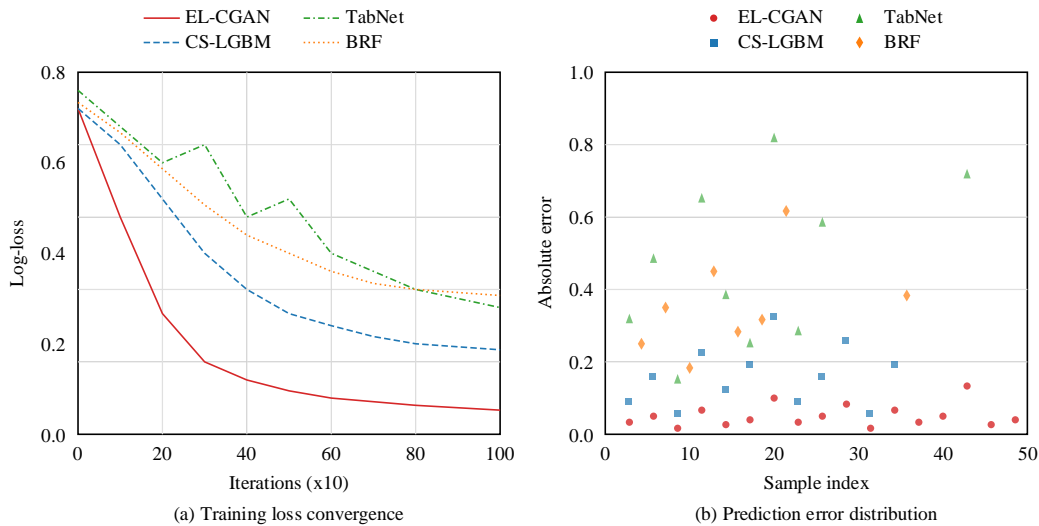 EL-CGAN TabNet
CS-LGBM BRF
0.8
0.6
0.4
0.2
0.0
Log-loss
0 20 40 60 80 100
Iterations (x10)
(a) Training loss convergence
EL-CGAN TabNet
CS-LGBM BRF
1.0
0.8
0.6
0.4
0.2
0.0
Absolute error
0 10 20 30 40 50
Sample index
(b) Prediction error distribution